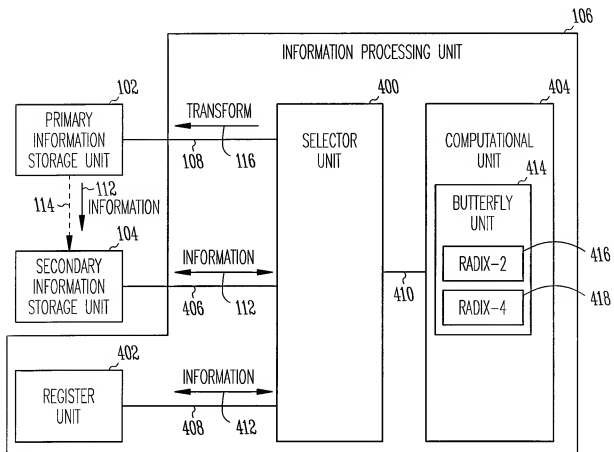 106
INFORMATION PROCESSING UNIT
102
PRIMARY
INFORMATION
STORAGE UNIT
TRANSFORM
116
108
400
SELECTOR
UNIT
404
COMPUTATIONAL
UNIT
414
BUTTERFLY
UNIT
RADIX-2
416
RADIX-4
418
410
112
INFORMATION
114
104
SECONDARY
INFORMATION
STORAGE UNIT
INFORMATION
112
406
402
REGISTER
UNIT
INFORMATION
412
408